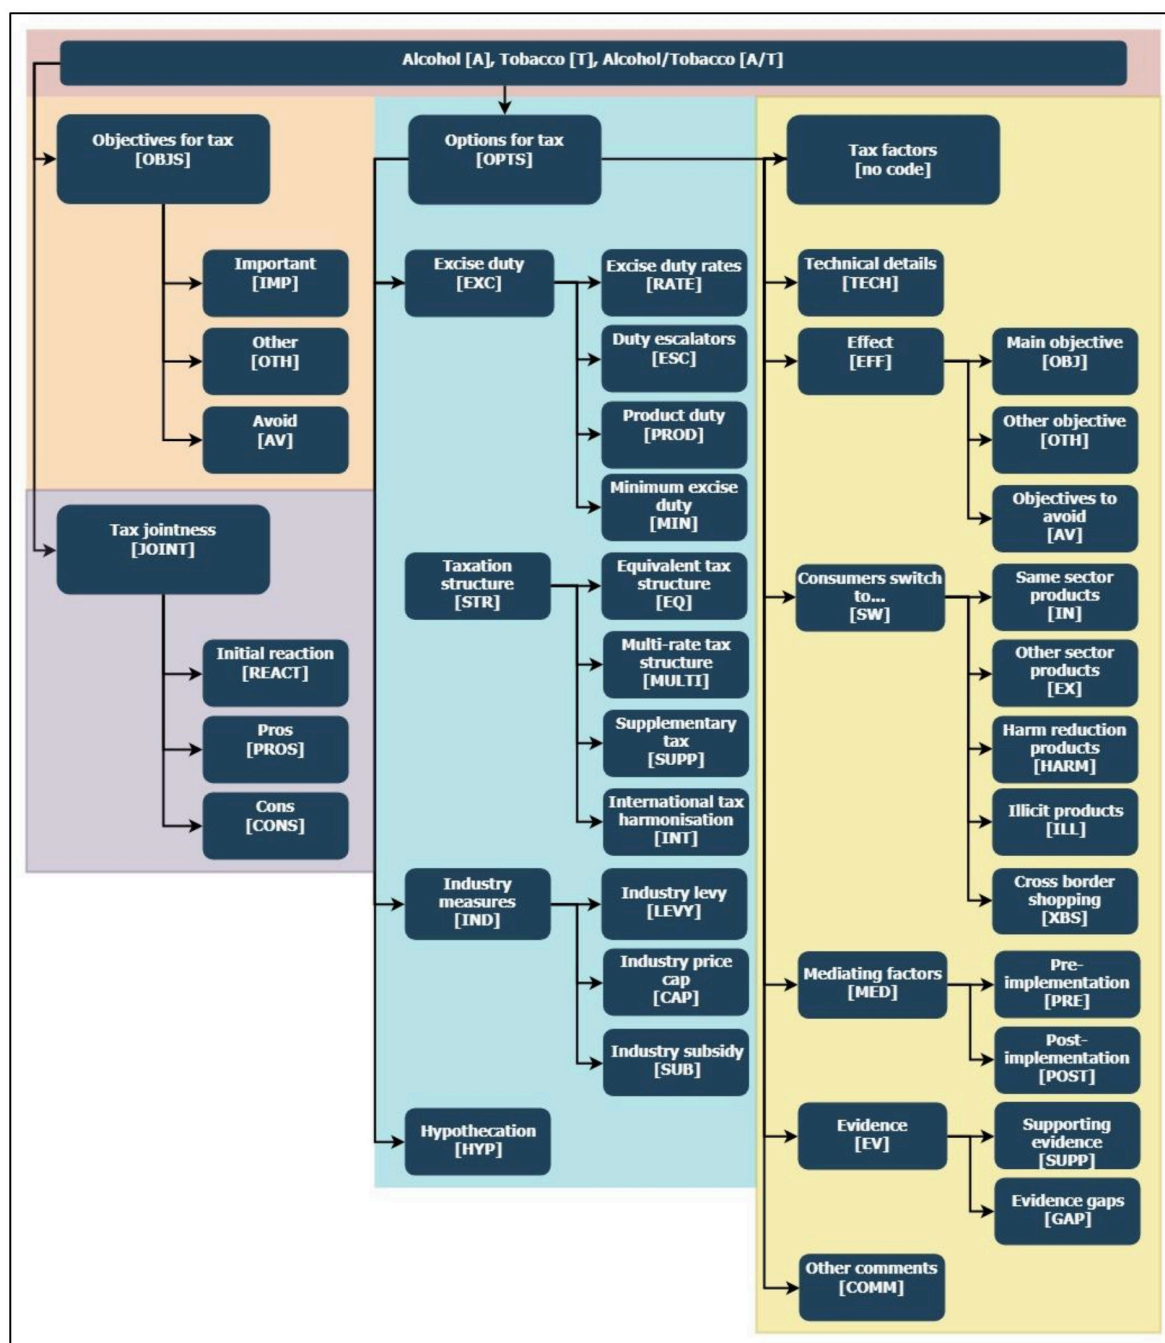 Alcohol [A], Tobacco [T], Alcohol/Tobacco [A/T]
Objectives for tax
[OBJS]
Important
[IMP]
Other
[OTH]
Avoid
[AV]
Tax jointness
[JOINT]
Initial reaction
[REACT]
Pros
[PROS]
Cons
[CONS]
Options for tax
[OPTS]
Excise duty
[EXC]
Excise duty rates
[RATE]
Duty escalators
[ESC]
Product duty
[PROD]
Minimum excise
duty
[MIN]
Taxation
structure
[STR]
Equivalent tax
structure
[EQ]
Multi-rate tax
structure
[MULTI]
Supplementary
tax
[SUPP]
International tax
harmonisation
[INT]
Industry
measures
[IND]
Industry levy
[LEVY]
Industry price
cap
[CAP]
Industry subsidy
[SUB]
Hypothecation
[HYP]
Tax factors
[no code]
Technical details
[TECH]
Effect
[EFF]
Main objective
[OBJ]
Other objective
[OTH]
Objectives to
avoid
[AV]
Consumers switch
to...
[SW]
Same sector
products
[IN]
Other sector
products
[EX]
Harm reduction
products
[HARM]
Illicit products
[ILL]
Cross border
shopping
[XBS]
Mediating factors
[MED]
Pre-
implementation
[PRE]
Post-
implementation
[POST]
Evidence
[EV]
Supporting
evidence
[SUPP]
Evidence gaps
[GAP]
Other comments
[COMM]